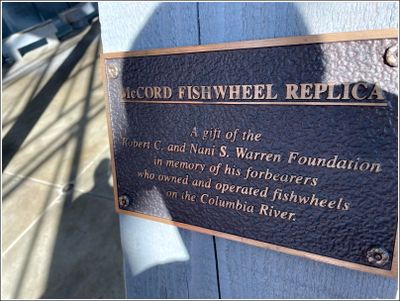 McCORD FISHWHEEL REPLICA
A gift of the
Robert C. and Nani S. Warren Foundation
in memory of his forbearers
who owned and operated fishwheels
on the Columbia River.